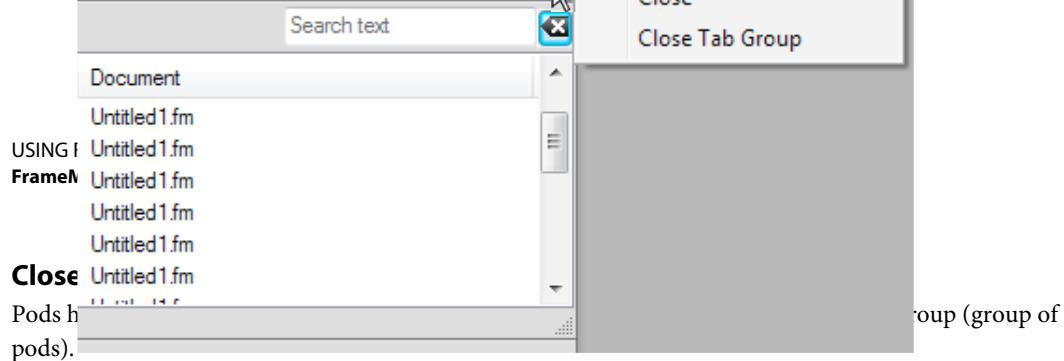 Close
Search text
Close Tab Group
Document
Untitled1.fm
USING
Untitled1.fm
Untitled1.fm
Untitled1.fm
Untitled1.fm
Close
Untitled1.fm
Pods h roup (group of
pods).